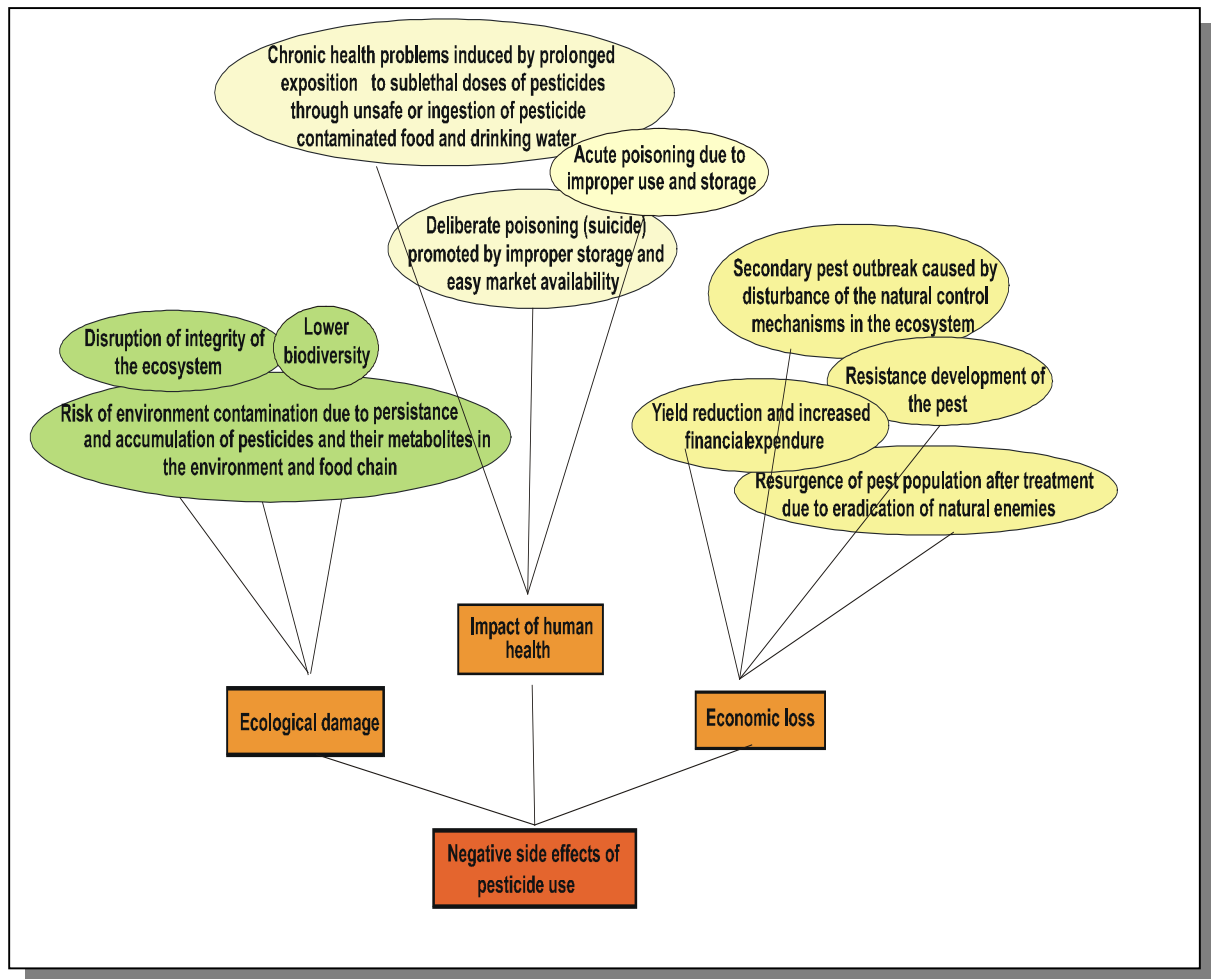 Chronic health problems induced by prolonged
exposition to sublethal doses of pesticides
through unsafe or ingestion of pesticide
contaminated food and drinking water
Acute poisoning due to
improper use and storage
Deliberate poisoning (suicide)
promoted by improper storage and
easy market availability
Secondary pest outbreak caused by
disturbance of the natural control
mechanisms in the ecosystem
Disruption of integrity of
the ecosystem
Lower
biodiversity
Resistance development of
the pest
Risk of environment contamination due to persistance
and accumulation of pesticides and their metabolites in
the environment and food chain
Yield reduction and increased
financial expendure
Resurgence of pest population after treatment
due to eradication of natural enemies
Impact of human
health
Ecological damage
Economic loss
Negative side effects of
pesticide use